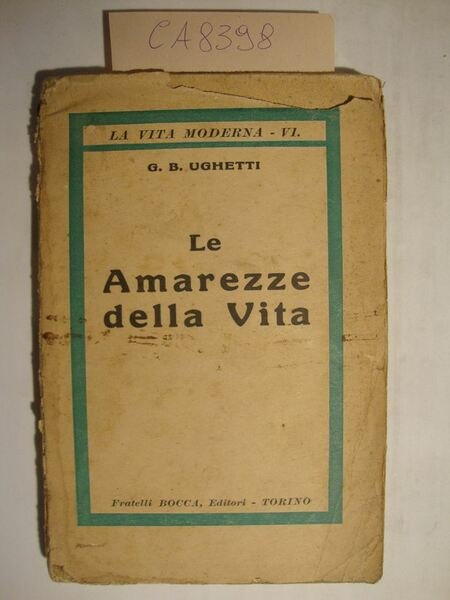 CA8398
LA VITA MODERNA - VI.
G. B. UGHETTI
Le
Amarezze
della Vita
Fratelli BOCCA, Editori - TORINO